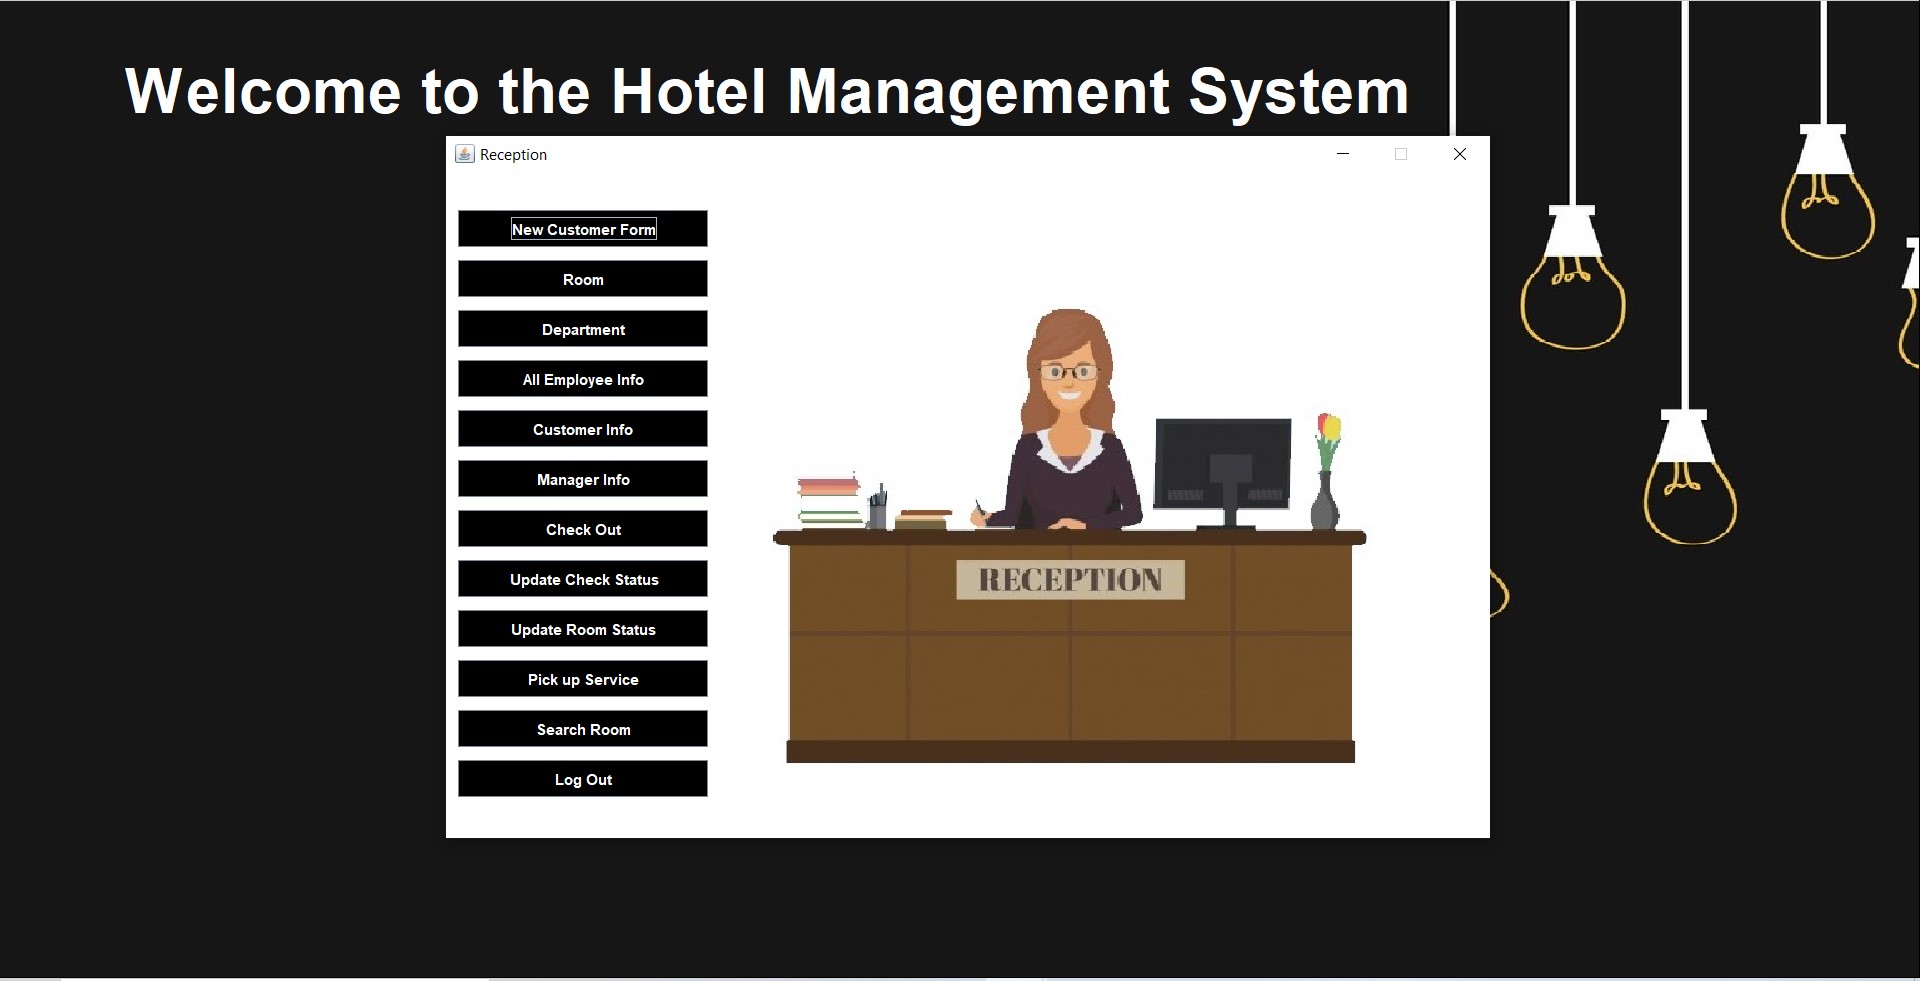 Welcome to the Hotel Management System
Reception
New Customer Form
Room
Department
All Employee Info
Customer Info
Manager Info
Check Out
Update Check Status
Update Room Status
Pick up Service
Search Room
Log Out
RECEPTION